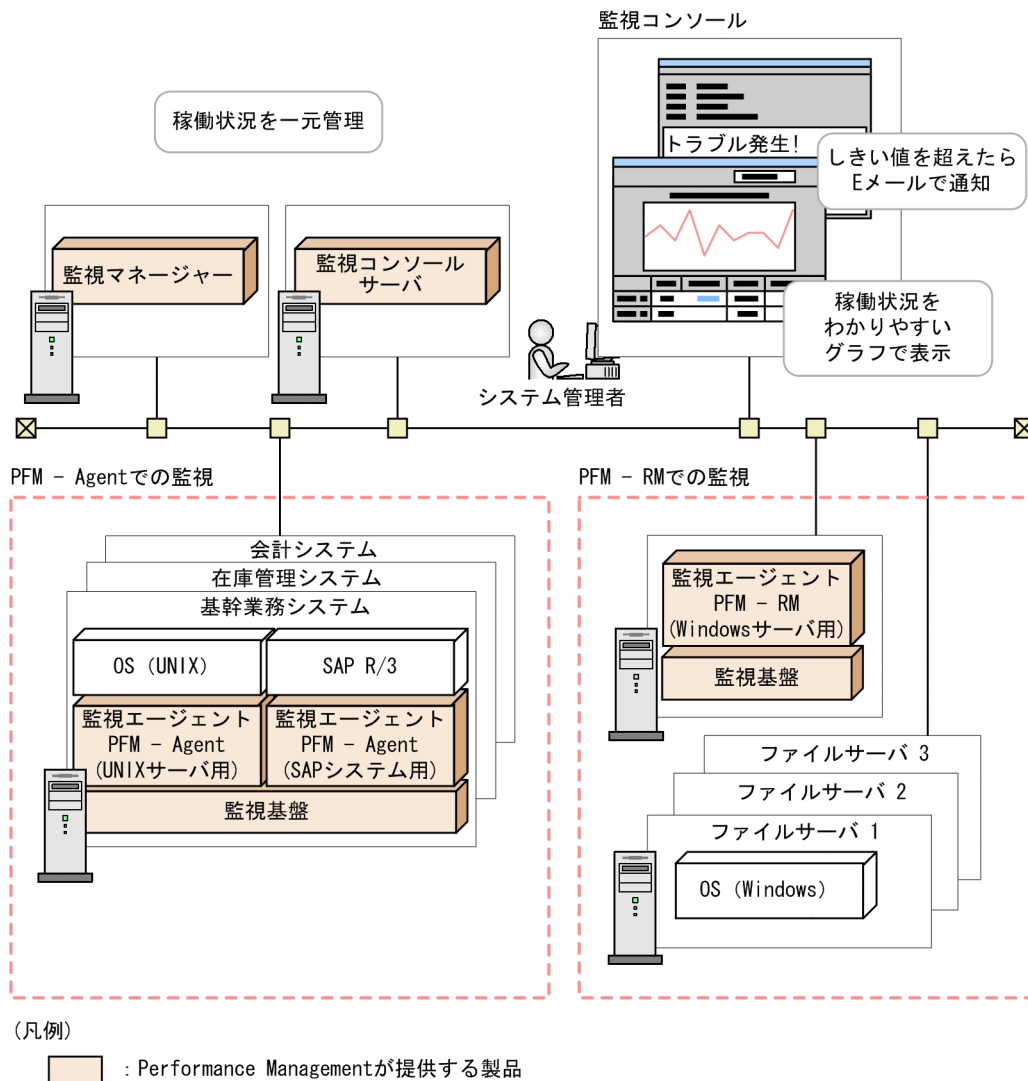 監視コンソール
稼働状況を一元管理
トラブル発生!
しきい値を超えたら
Eメールで通知
監視マネージャー
監視コンソール
サーバ
稼働状況を
わかりやすい
グラフで表示
システム管理者
PFM - Agentでの監視
会計システム
在庫管理システム
基幹業務システム
OS (UNIX)
SAP R/3
監視エージェント
PFM - Agent
(UNIXサーバ用)
監視エージェント
PFM - Agent
(SAPシステム用)
監視基盤
PFM - RMでの監視
監視エージェント
PFM - RM
(Windowsサーバ用)
監視基盤
ファイルサーバ 3
ファイルサーバ 2
ファイルサーバ 1
OS (Windows)
(凡例)
: Performance Managementが提供する製品